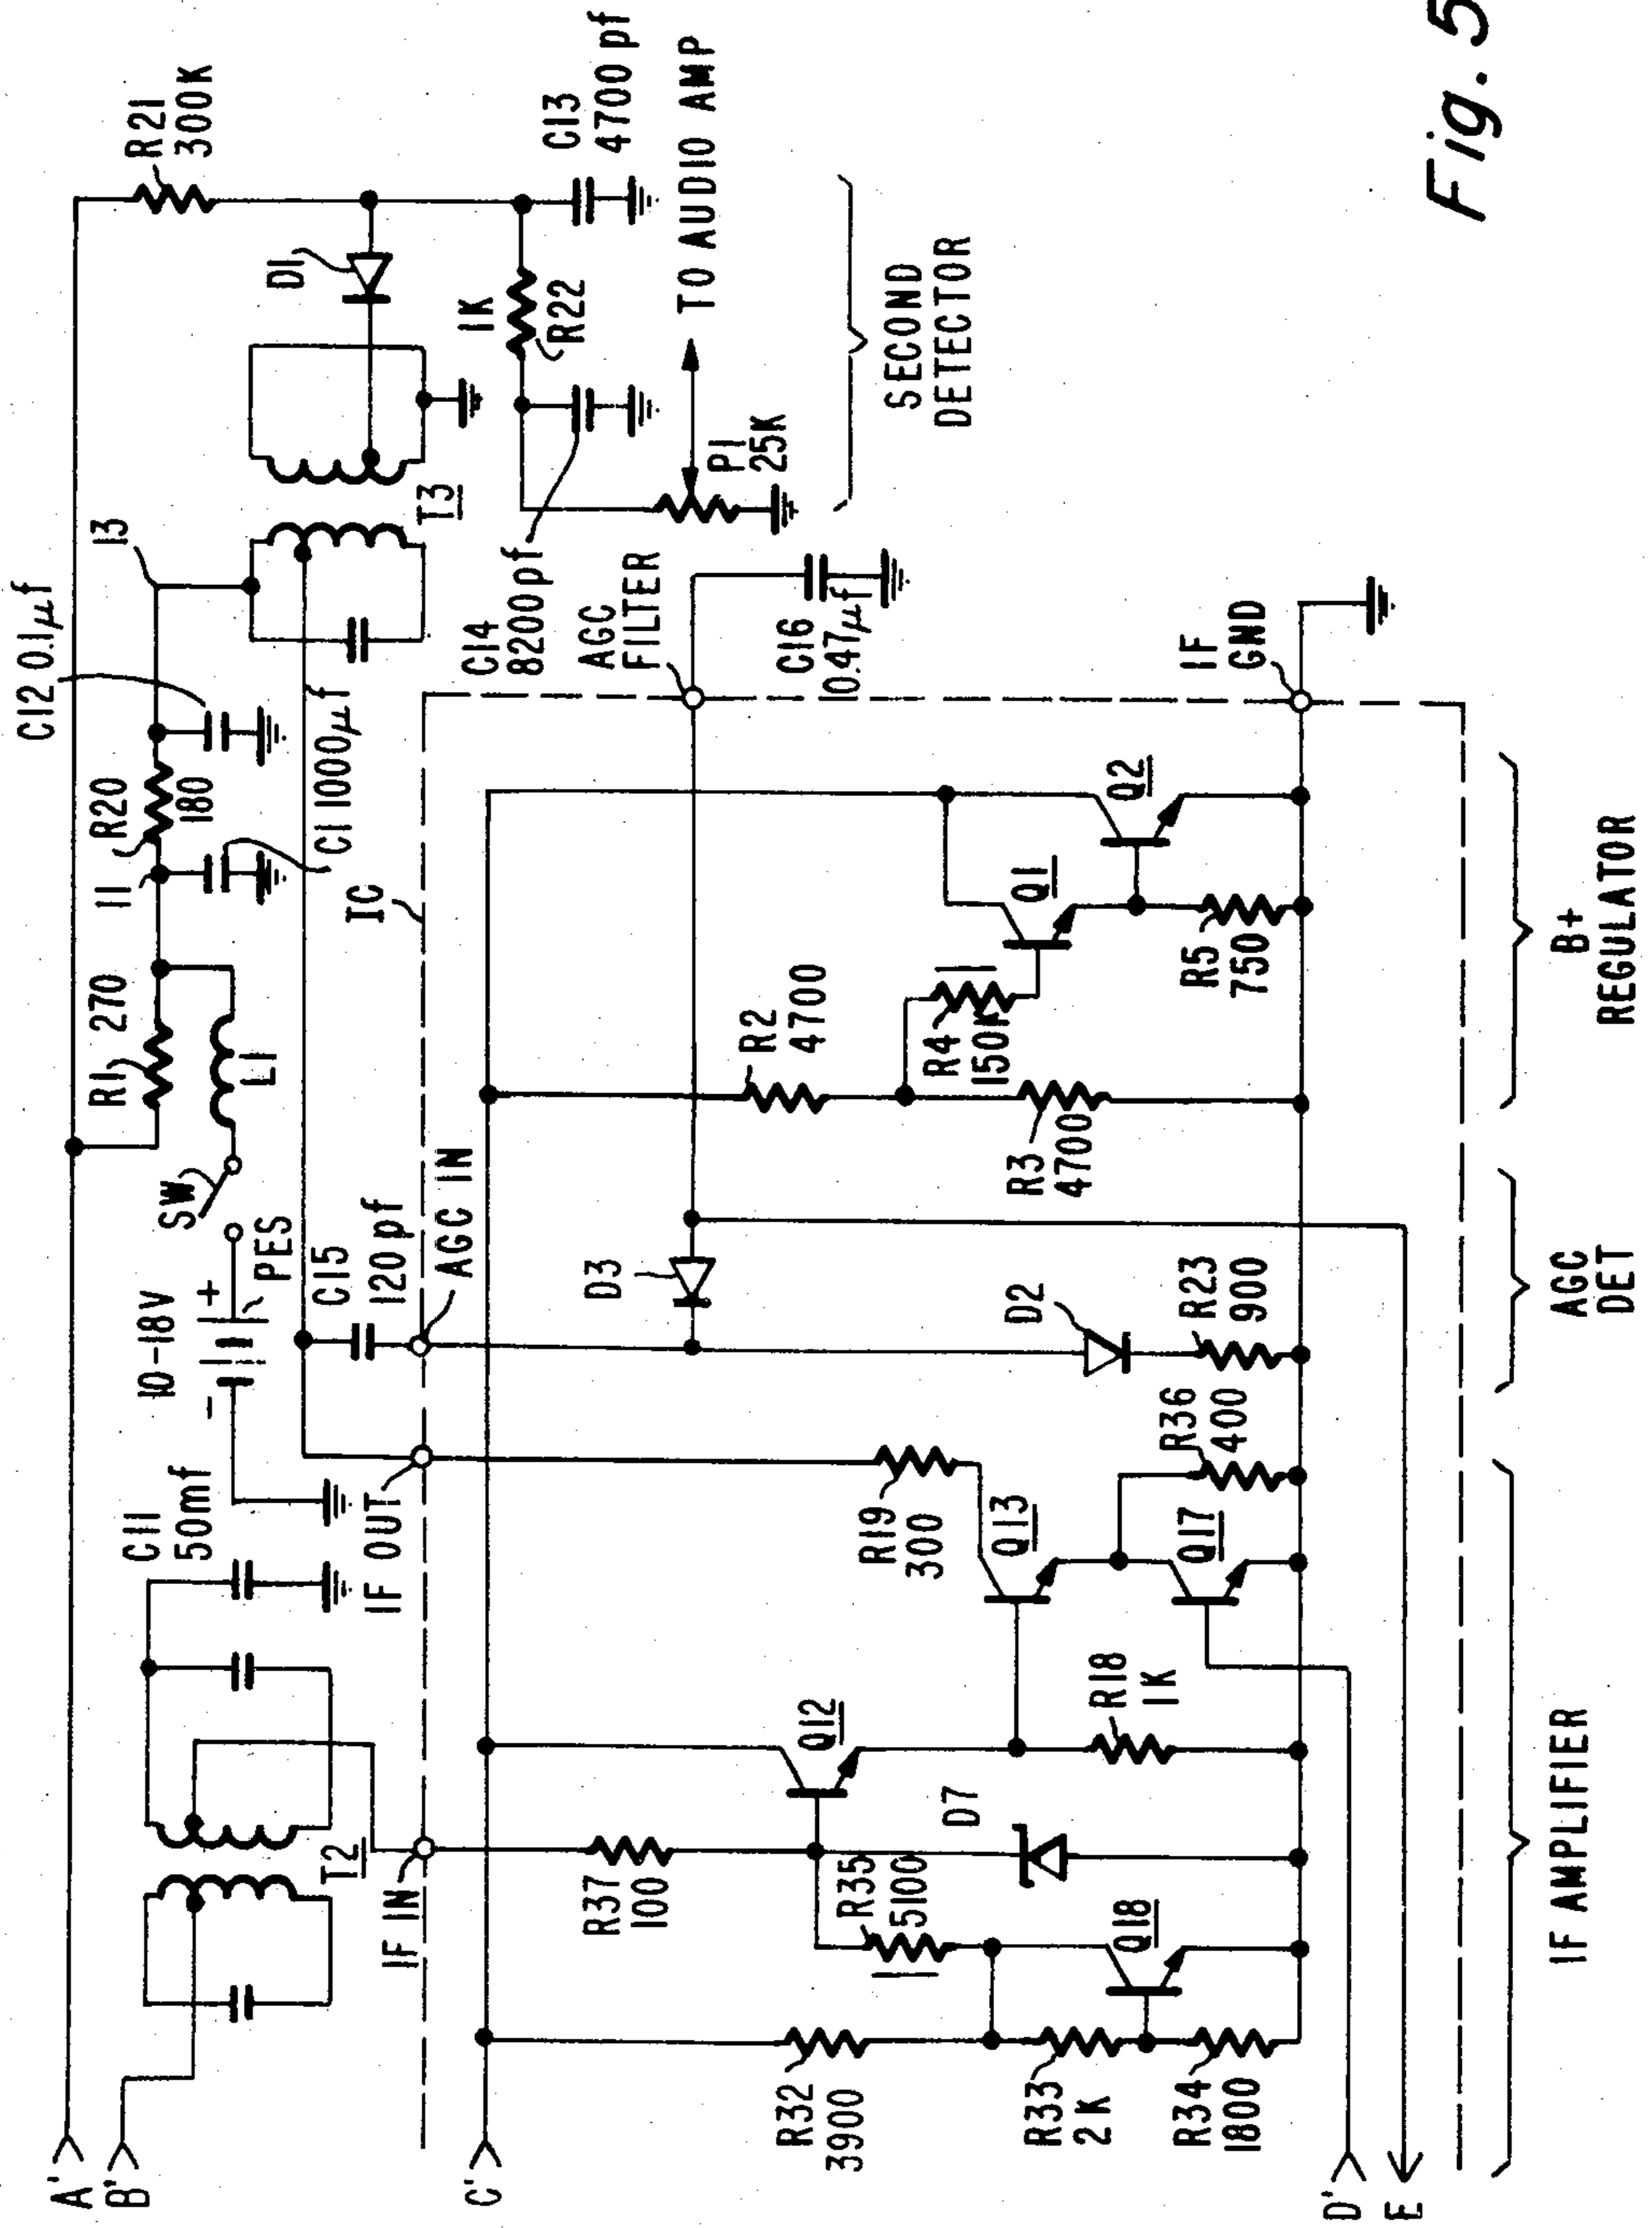 A'
B'
C11
50mf
10-18V
-
+
PES
SW
R1 270
L1
11
R20
180
C12 0.1µf
13
R21
300K
D1
T3
T2
C1 1000µf
IC
C15
120pf
IF IN
IF OUT
AGC IN
1K
R22
C13
4700pf
C14
8200pf
P1
25K
TO AUDIO AMP
AGC
FILTER
C16
0.47µf
SECOND
DETECTOR
C'
R37
100
R32
3900
R35
5100
R33
2K
R34
1800
Q18
D7
Q12
R18
1K
R19
300
Q13
Q17
R36
400
D3
D2
R23
900
R2
4700
R3
4700
R4
150K
Q1
R5
750
Q2
IF
GND
D'
E
IF AMPLIFIER
AGC
DET
B+
REGULATOR
Fig. 5